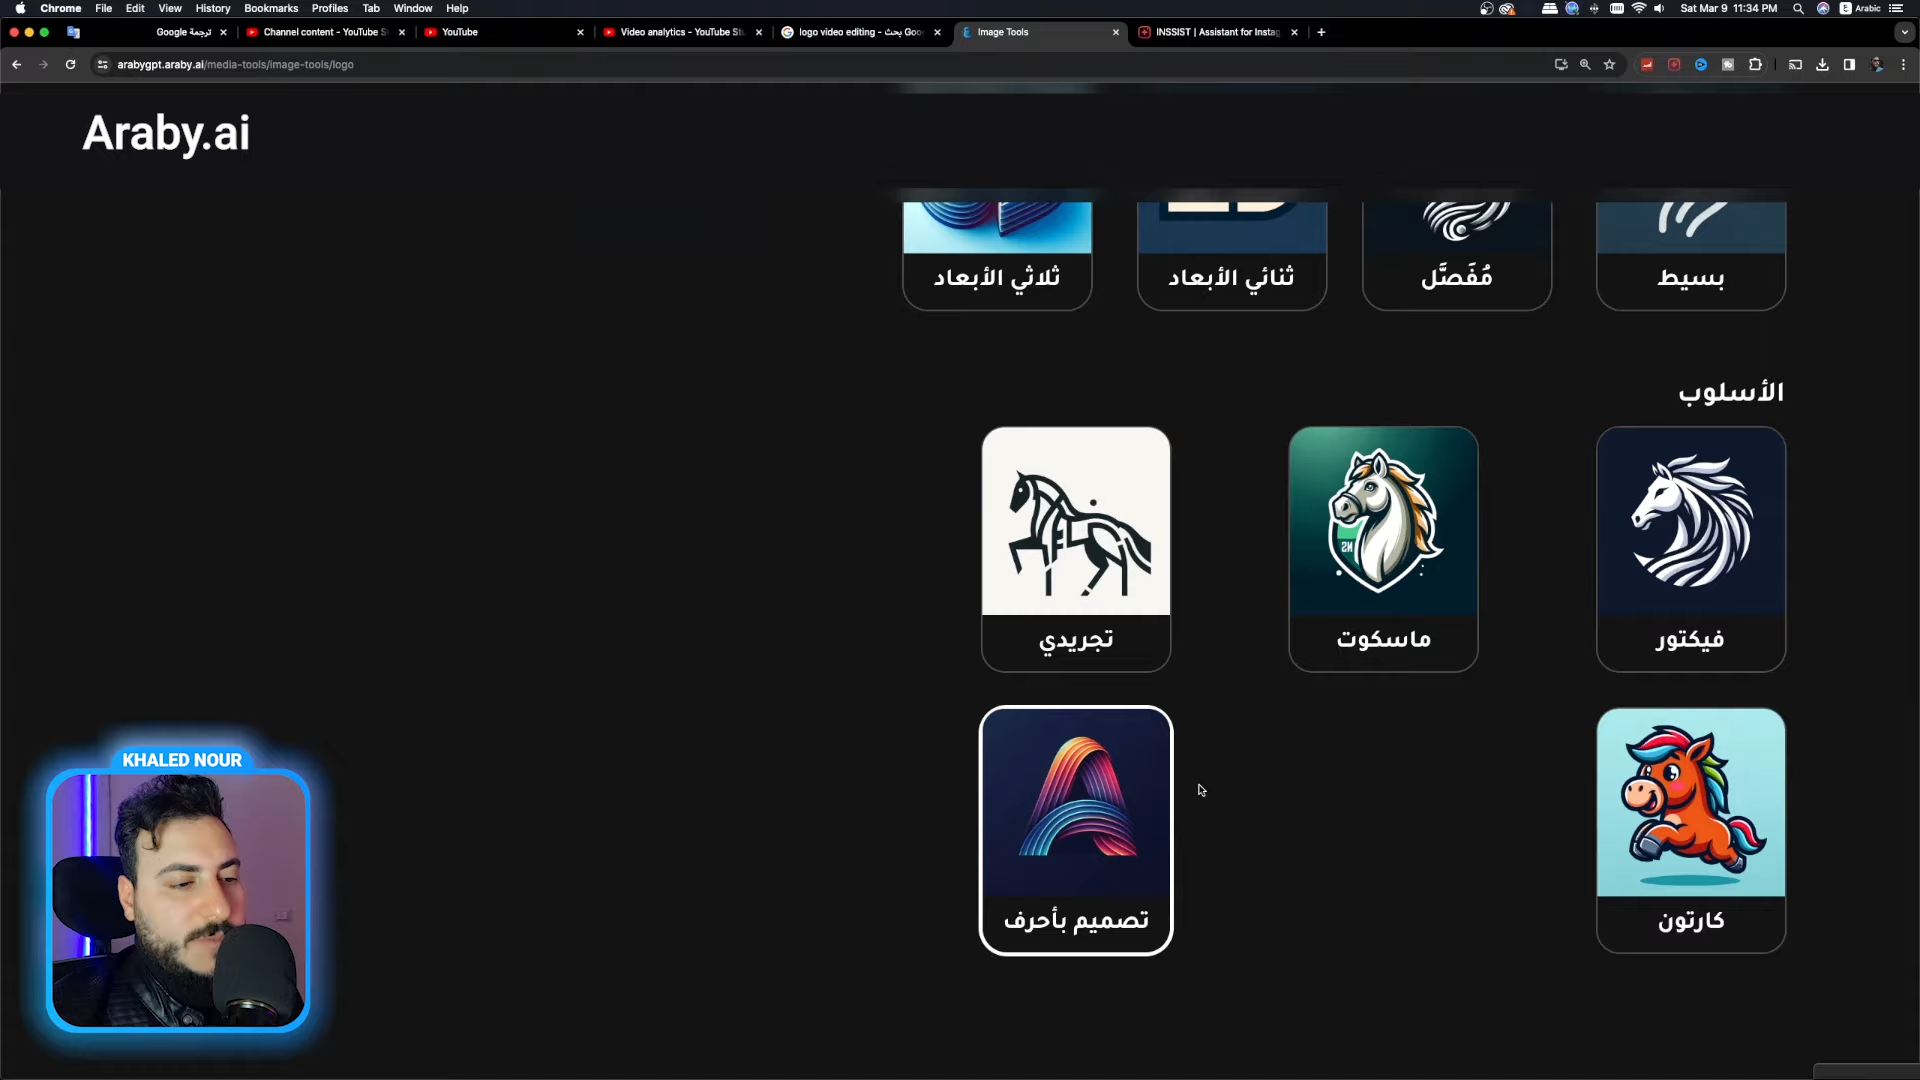 Chrome File Edit View History Bookmarks Profiles Tab Window Help
Arabic Sat Mar 9 11:34 PM
ترجمة Google
Channel content - YouTube S
YouTube
Video analytics - YouTube Stu
logo video editing - بحث Goo
Image Tools
INSSIST | Assistant for Instag
arabygpt.araby.ai/media-tools/image-tools/logo
Araby.ai
بسيط
مُفَصَّل
ثنائي الأبعاد
ثلاثي الأبعاد
الأسلوب
فيكتور
ماسكوت
تجريدي
كارتون
تصميم بأحرف
KHALED NOUR